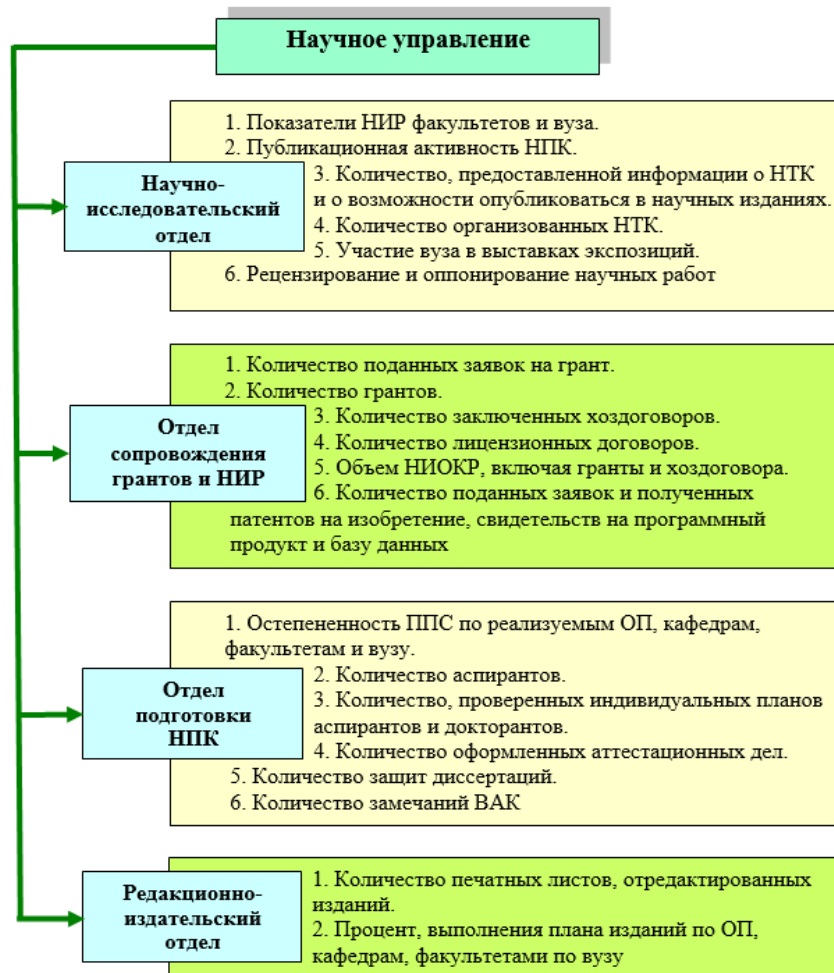 Научное управление
1. Показатели НИР факультетов и вуза.
2. Публикационная активность НПК.
3. Количество, предоставленной информации о НТК
и о возможности опубликоваться в научных изданиях.
4. Количество организованных НТК.
5. Участие вуза в выставках экспозиций.
6. Рецензирование и оппонирование научных работ
Научно-
исследовательский
отдел
1. Количество поданных заявок на грант.
2. Количество грантов.
3. Количество заключенных хоздоговоров.
4. Количество лицензионных договоров.
5. Объем НИОКР, включая гранты и хоздоговора.
6. Количество поданных заявок и полученных
патентов на изобретение, свидетельств на программный
продукт и базу данных
Отдел
сопровождения
грантов и НИР
1. Остепененность ППС по реализуемым ОП, кафедрам,
факультетам и вузу.
2. Количество аспирантов.
3. Количество, проверенных индивидуальных планов
аспирантов и докторантов.
4. Количество оформленных аттестационных дел.
5. Количество защит диссертаций.
6. Количество замечаний ВАК
Отдел
подготовки
НПК
1. Количество печатных листов, отредактированных
изданий.
2. Процент, выполнения плана изданий по ОП,
кафедрам, факультетами по вузу
Редакционно-
издательский
отдел